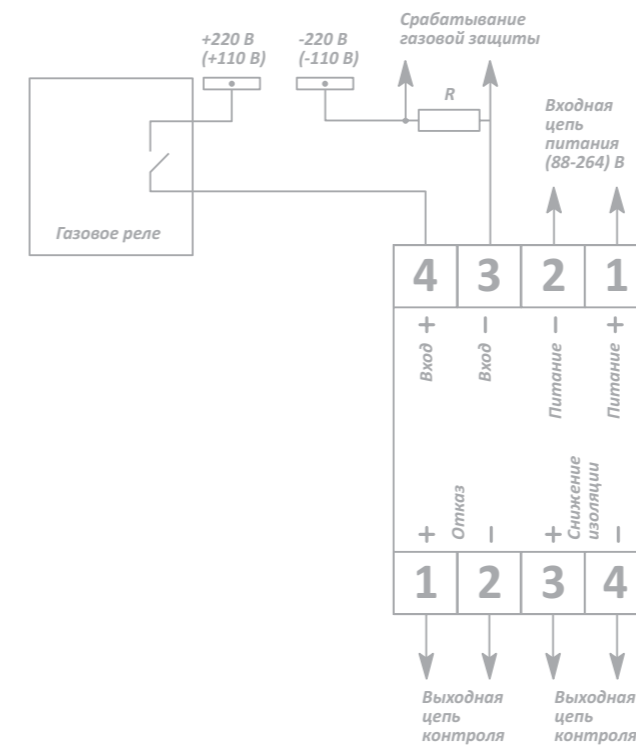 Срабатывание
газовой защиты
+220 В
(+110 В)
-220 В
(-110 В)
R
Входная
цепь
питания
(88-264) В
Газовое реле
4 3 2 1
+ − − +
Вход Вход Питание Питание
Отказ
Снижение
изоляции
+ − + −
1 2 3 4
Выходная
цепь
контроля
Выходная
цепь
контроля